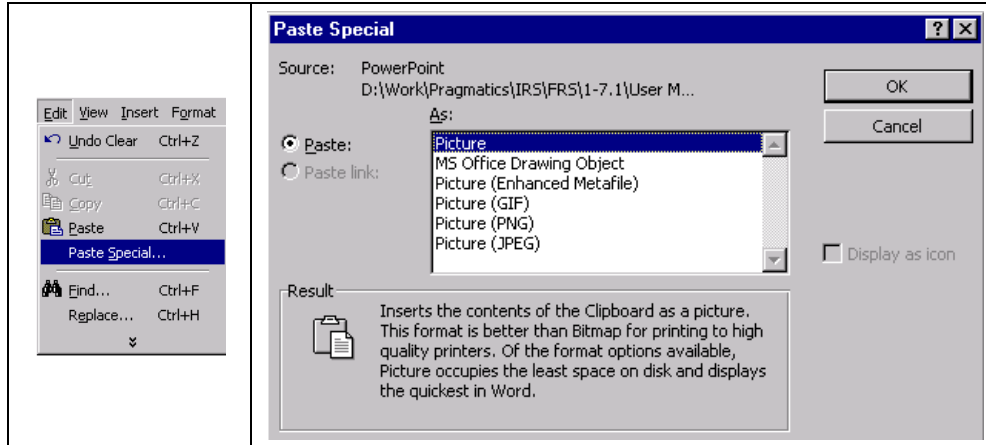 Edit View Insert Format
Undo Clear Ctrl+Z
Cut Ctrl+X
Copy Ctrl+C
Paste Ctrl+V
Paste Special...
Find... Ctrl+F
Replace... Ctrl+H
Paste Special
Source: PowerPoint
D:\Work\Pragmatics\IRS\FRS\1-7.1\User M...
As:
Paste:
Paste link:
Picture
MS Office Drawing Object
Picture (Enhanced Metafile)
Picture (GIF)
Picture (PNG)
Picture (JPEG)
OK
Cancel
Display as icon
Result
Inserts the contents of the Clipboard as a picture.
This format is better than Bitmap for printing to high
quality printers. Of the format options available,
Picture occupies the least space on disk and displays
the quickest in Word.